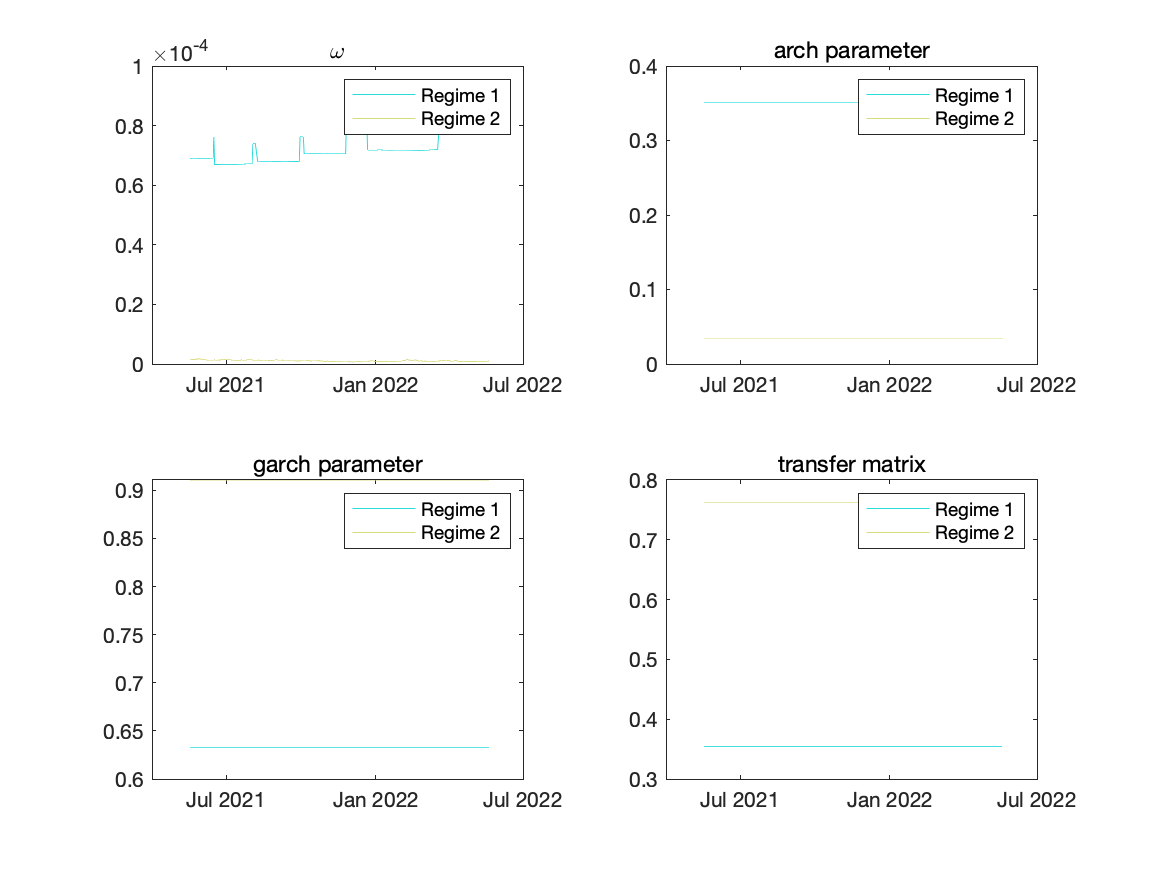 ×10-4
ω
1
0.8
0.6
0.4
0.2
0
Regime 1
Regime 2
Jul 2021
Jan 2022
Jul 2022
arch parameter
0.4
0.3
0.2
0.1
0
Regime 1
Regime 2
Jul 2021
Jan 2022
Jul 2022
garch parameter
0.9
0.85
0.8
0.75
0.7
0.65
0.6
Regime 1
Regime 2
Jul 2021
Jan 2022
Jul 2022
transfer matrix
0.8
0.7
0.6
0.5
0.4
0.3
Regime 1
Regime 2
Jul 2021
Jan 2022
Jul 2022